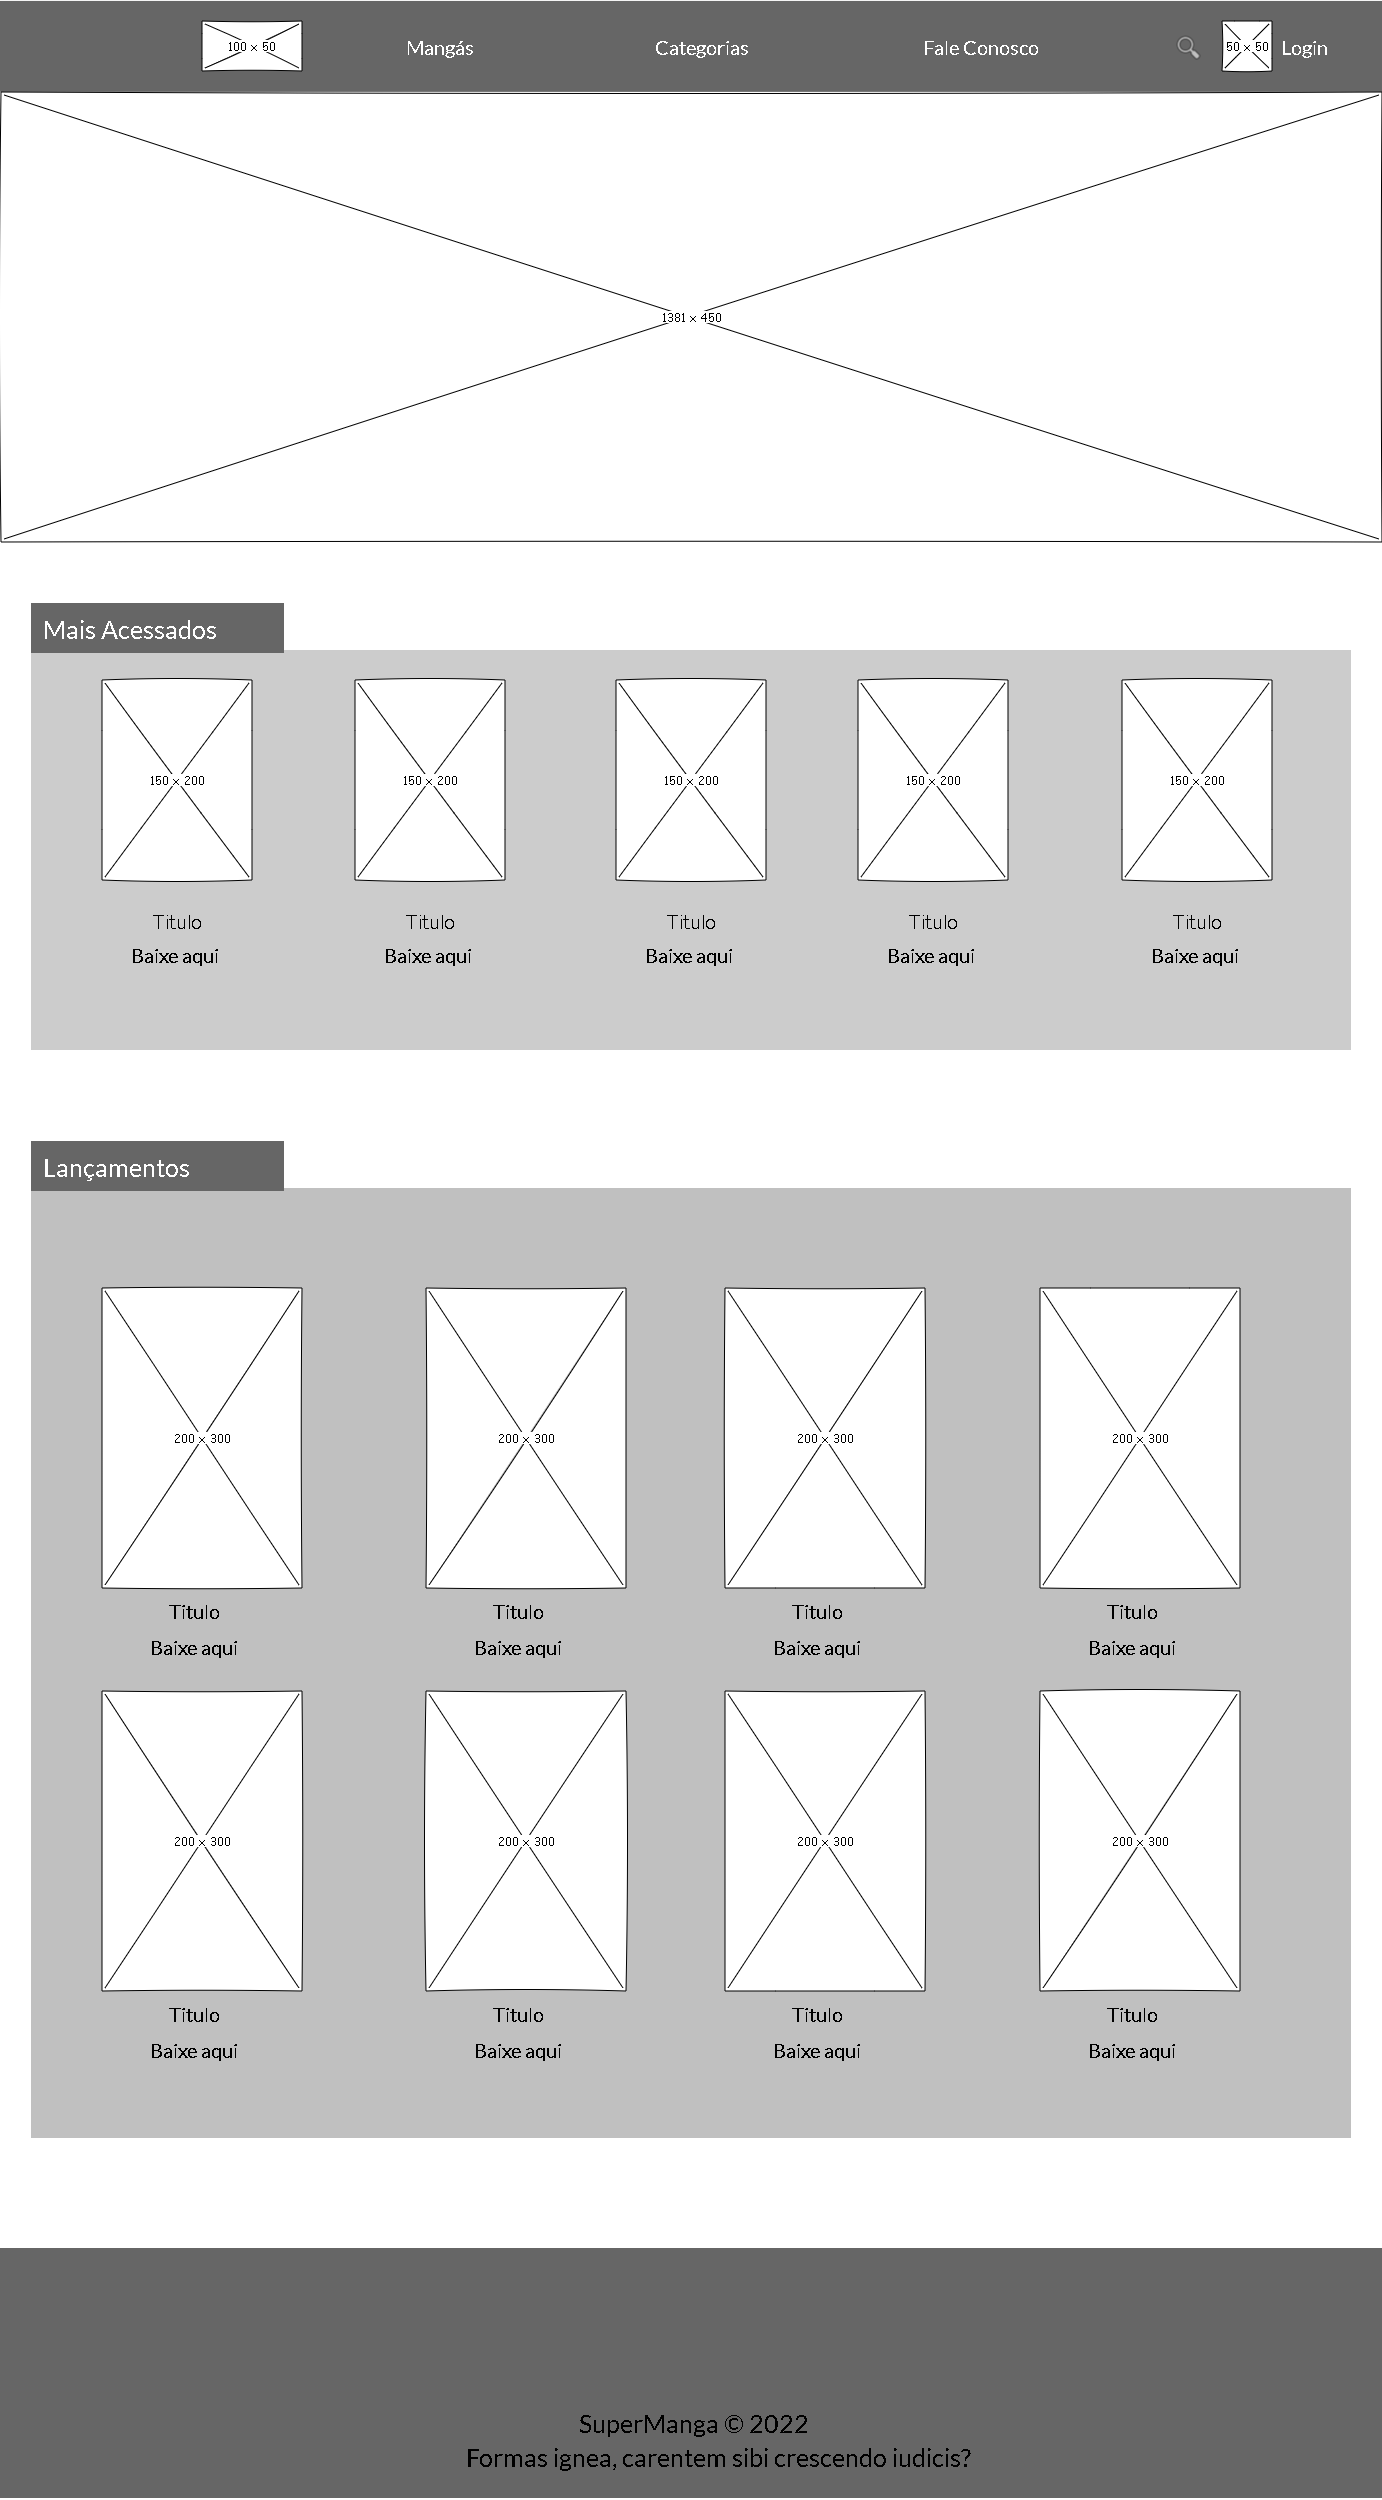 100 × 50 Mangás Categorias Fale Conosco 50 × 50 Login
1381 × 450
Mais Acessados
150 × 200 150 × 200 150 × 200 150 × 200 150 × 200
Titulo Titulo Titulo Titulo Titulo
Baixe aqui Baixe aqui Baixe aqui Baixe aqui Baixe aqui
Lançamentos
200 × 300 200 × 300 200 × 300 200 × 300
Titulo Titulo Titulo Titulo
Baixe aqui Baixe aqui Baixe aqui Baixe aqui
200 × 300 200 × 300 200 × 300 200 × 300
Titulo Titulo Titulo Titulo
Baixe aqui Baixe aqui Baixe aqui Baixe aqui
SuperManga © 2022
Formas ignea, carentem sibi crescendo iudicis?